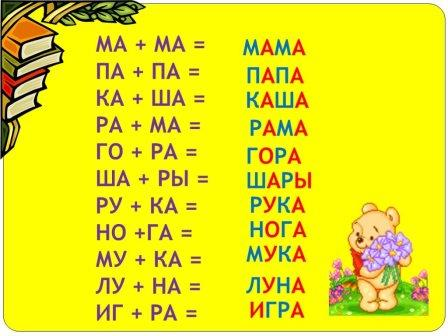 МА + МА = МАМА
ПА + ПА = ПАПА
КА + ША = КАША
РА + МА = РАМА
ГО + РА = ГОРА
ША + РЫ = ШАРЫ
РУ + КА = РУКА
НО +ГА = НОГА
МУ + КА = МУКА
ЛУ + НА = ЛУНА
ИГ + РА = ИГРА